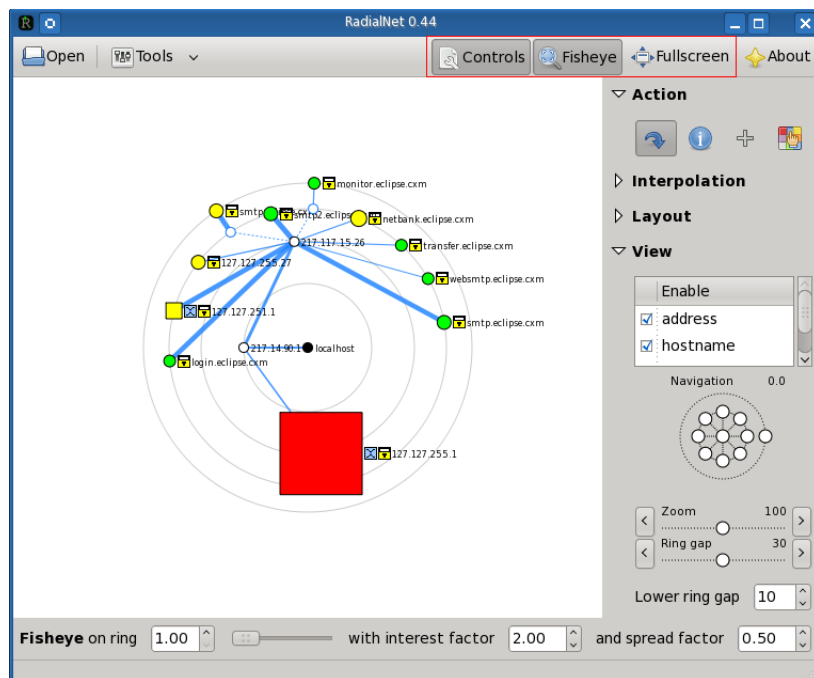 RadialNet 0.44
Open Tools Controls Fisheye Fullscreen About
Action
Interpolation
Layout
View
Enable
address
hostname
Navigation 0.0
Zoom 100
Ring gap 30
Lower ring gap 10
monitor.eclipse.cxm
smtp2.eclipse
netbank.eclipse.cxm
217.117.15.26
transfer.eclipse.cxm
127.127.255.27
websmtp.eclipse.cxm
127.127.251.1
smtp.eclipse.cxm
217.14.90.1
localhost
login.eclipse.cxm
127.127.255.1
Fisheye on ring 1.00 with interest factor 2.00 and spread factor 0.50